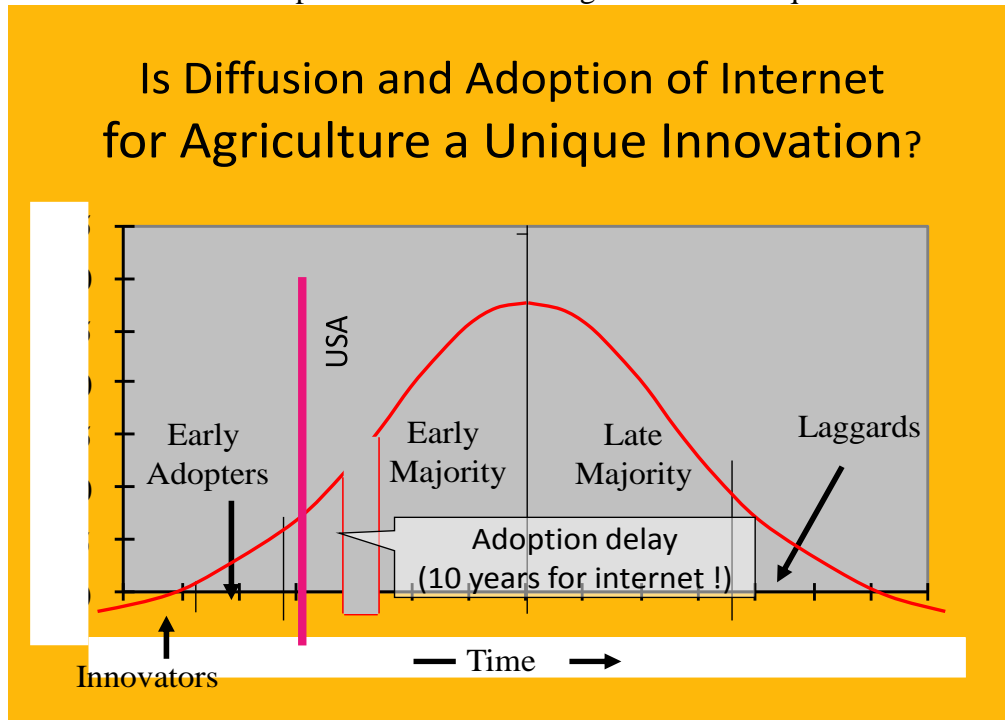 Is Diffusion and Adoption of Internet
for Agriculture a Unique Innovation?
USA
Early
Adopters
Early
Majority
Late
Majority
Laggards
Adoption delay
(10 years for internet !)
Time
Innovators